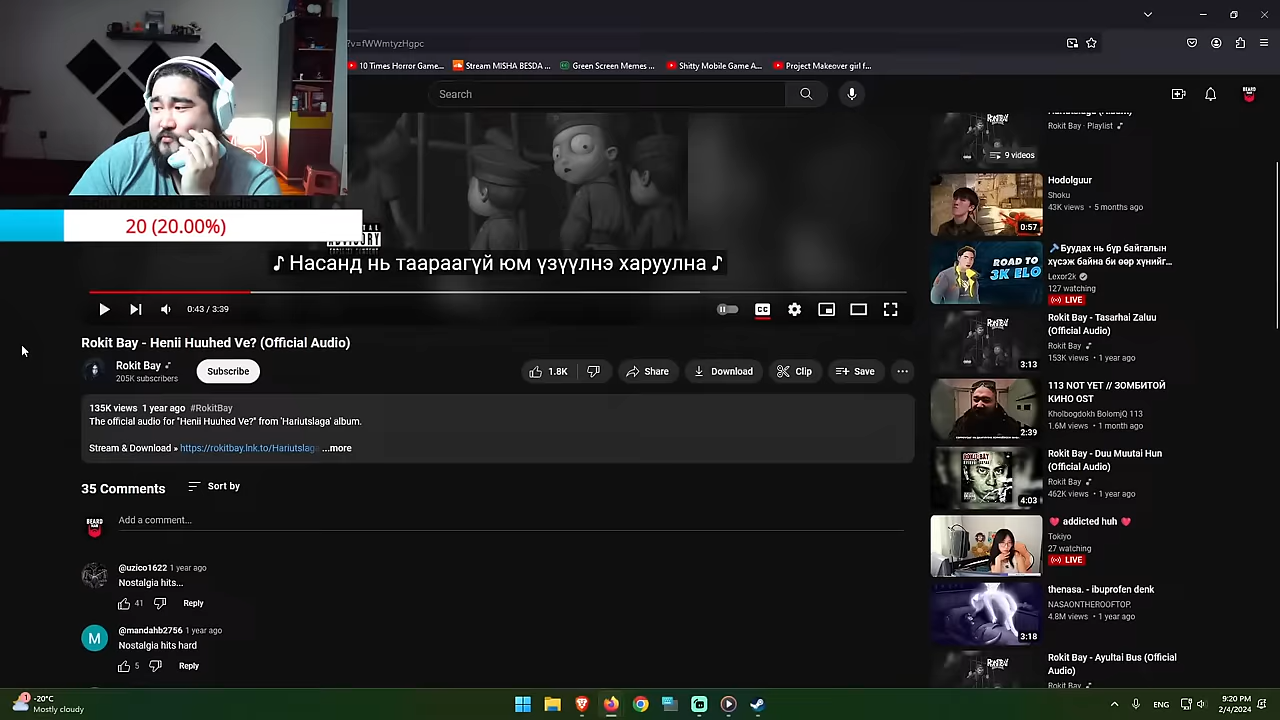 ?v=fWWmtyzHgpc
10 Times Horror Game...
Stream MISHA BESDA ...
Green Screen Memes ...
Shitty Mobile Game A...
Project Makeover girl f...
Search
20 (20.00%)
♪ Насанд нь таараагүй юм үзүүлнэ харуулна ♪
0:43 / 3:39
CC
Rokit Bay - Henii Huuhed Ve? (Official Audio)
Rokit Bay
205K subscribers
Subscribe
1.8K
Share
Download
Clip
Save
135K views 1 year ago #RokitBay
The official audio for "Henii Huuhed Ve?" from 'Hariutslaga' album.
Stream & Download » https://rokitbay.lnk.to/Hariutslag ...more
35 Comments
Sort by
BEARD
Add a comment...
@uzico1622 1 year ago
Nostalgia hits...
41
Reply
M
@mandahb2756 1 year ago
Nostalgia hits hard
5
Reply
Rokit Bay · Playlist
9 videos
Hodolguur
Shoku
43K views • 5 months ago
0:57
Буудах нь бүр байгалын
хүсэж байна би өөр хүнийг...
Lexor2k
127 watching
LIVE
ROAD TO
3K ELO
Rokit Bay - Tasarhai Zaluu
(Official Audio)
Rokit Bay
153K views • 1 year ago
3:13
113 NOT YET // ЗОМБИТОЙ
КИНО OST
Kholbogdokh BolomjQ 113
1.6M views • 1 month ago
2:39
Rokit Bay - Duu Muutai Hun
(Official Audio)
Rokit Bay
462K views • 1 year ago
ROKIT BAY
4:03
addicted huh
Tokiyo
27 watching
LIVE
thenasa. - ibuprofen denk
NASAONTHEROOFTOP.
4.8M views • 1 year ago
3:18
Rokit Bay - Ayultai Bus (Official
Audio)
Rokit Bay
1
-20°C
Mostly cloudy
ENG
9:20 PM
2/4/2024